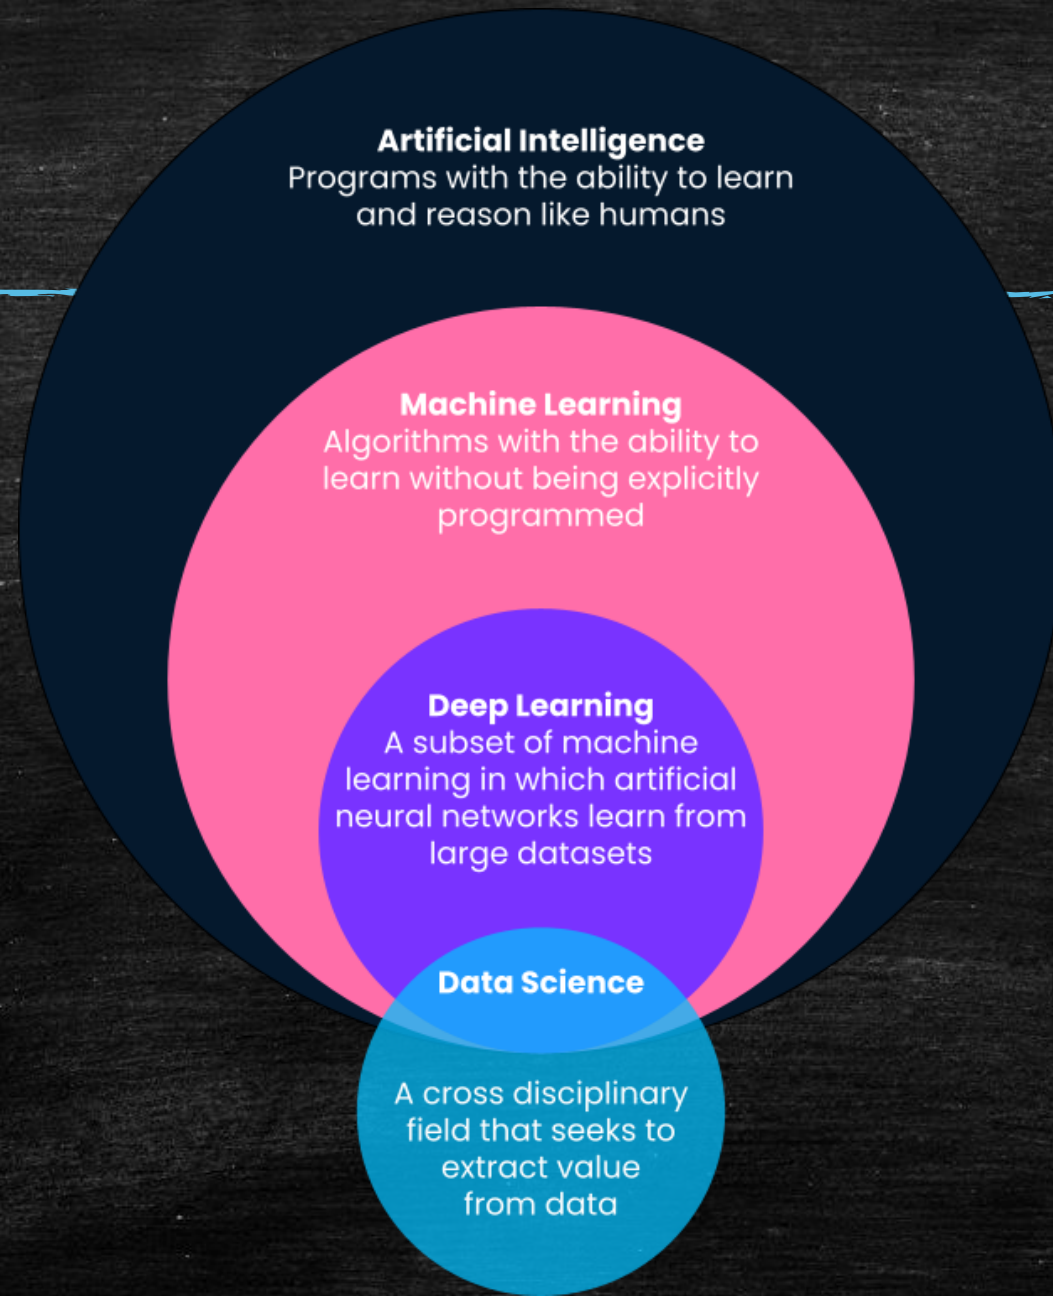 Artificial Intelligence
Programs with the ability to learn
and reason like humans
Machine Learning
Algorithms with the ability to
learn without being explicitly
programmed
Deep Learning
A subset of machine
learning in which artificial
neural networks learn from
large datasets
Data Science
A cross disciplinary
field that seeks to
extract value
from data